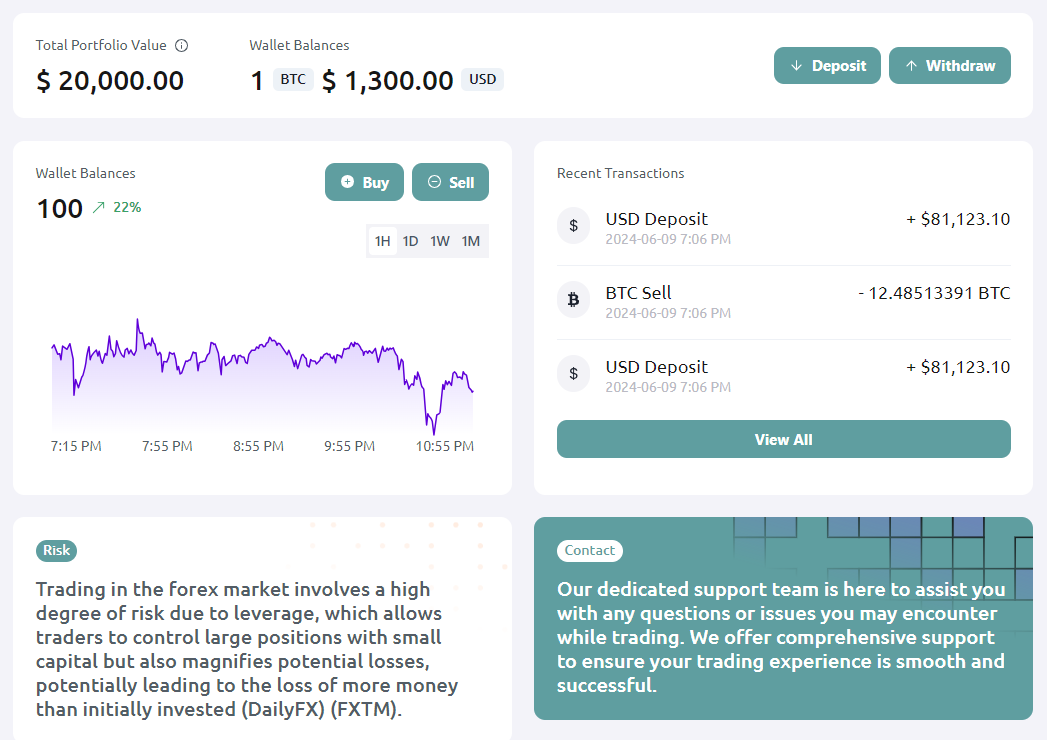 Total Portfolio Value
$ 20,000.00
Wallet Balances
1 BTC $ 1,300.00 USD
Deposit
Withdraw
Wallet Balances
100 22%
Buy
Sell
1H 1D 1W 1M
7:15 PM 7:55 PM 8:55 PM 9:55 PM 10:55 PM
Recent Transactions
$
USD Deposit + $81,123.10
2024-06-09 7:06 PM
BTC Sell - 12.48513391 BTC
2024-06-09 7:06 PM
$
USD Deposit + $81,123.10
2024-06-09 7:06 PM
View All
Risk
Trading in the forex market involves a high
degree of risk due to leverage, which allows
traders to control large positions with small
capital but also magnifies potential losses,
potentially leading to the loss of more money
than initially invested (DailyFX) (FXTM).
Contact
Our dedicated support team is here to assist you
with any questions or issues you may encounter
while trading. We offer comprehensive support
to ensure your trading experience is smooth and
successful.